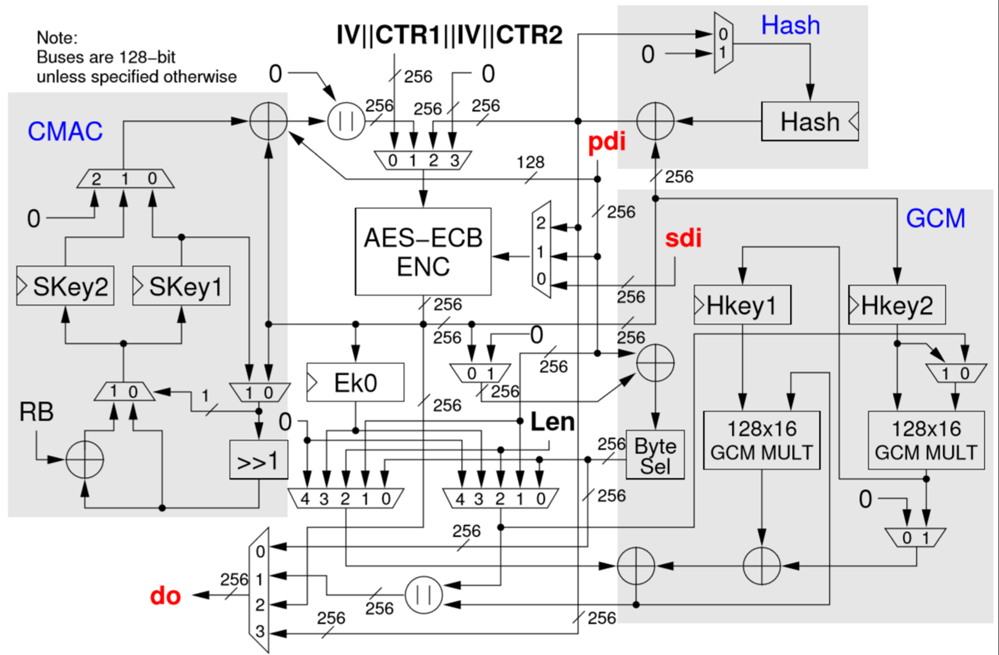 Note:
Buses are 128-bit
unless specified otherwise
IV||CTR1||IV||CTR2
Hash
0
1
0
0
256
0
256
256
256
||
CMAC
Hash
pdi
0 1 2 3
128
256
2 1 0
0
256
GCM
AES-ECB
ENC
2
1
0
sdi
SKey2
SKey1
256
256
Hkey1
Hkey2
256
0
256
256
Ek0
0 1
256
1 0
1 0
1 0
1
256
256
RB
0
Len
128x16
GCM MULT
128x16
GCM MULT
>>1
256
Byte
Sel
4 3 2 1 0
4 3 2 1 0
256
0
256
0 1
0
1
2
3
256
do
||
256
256
256